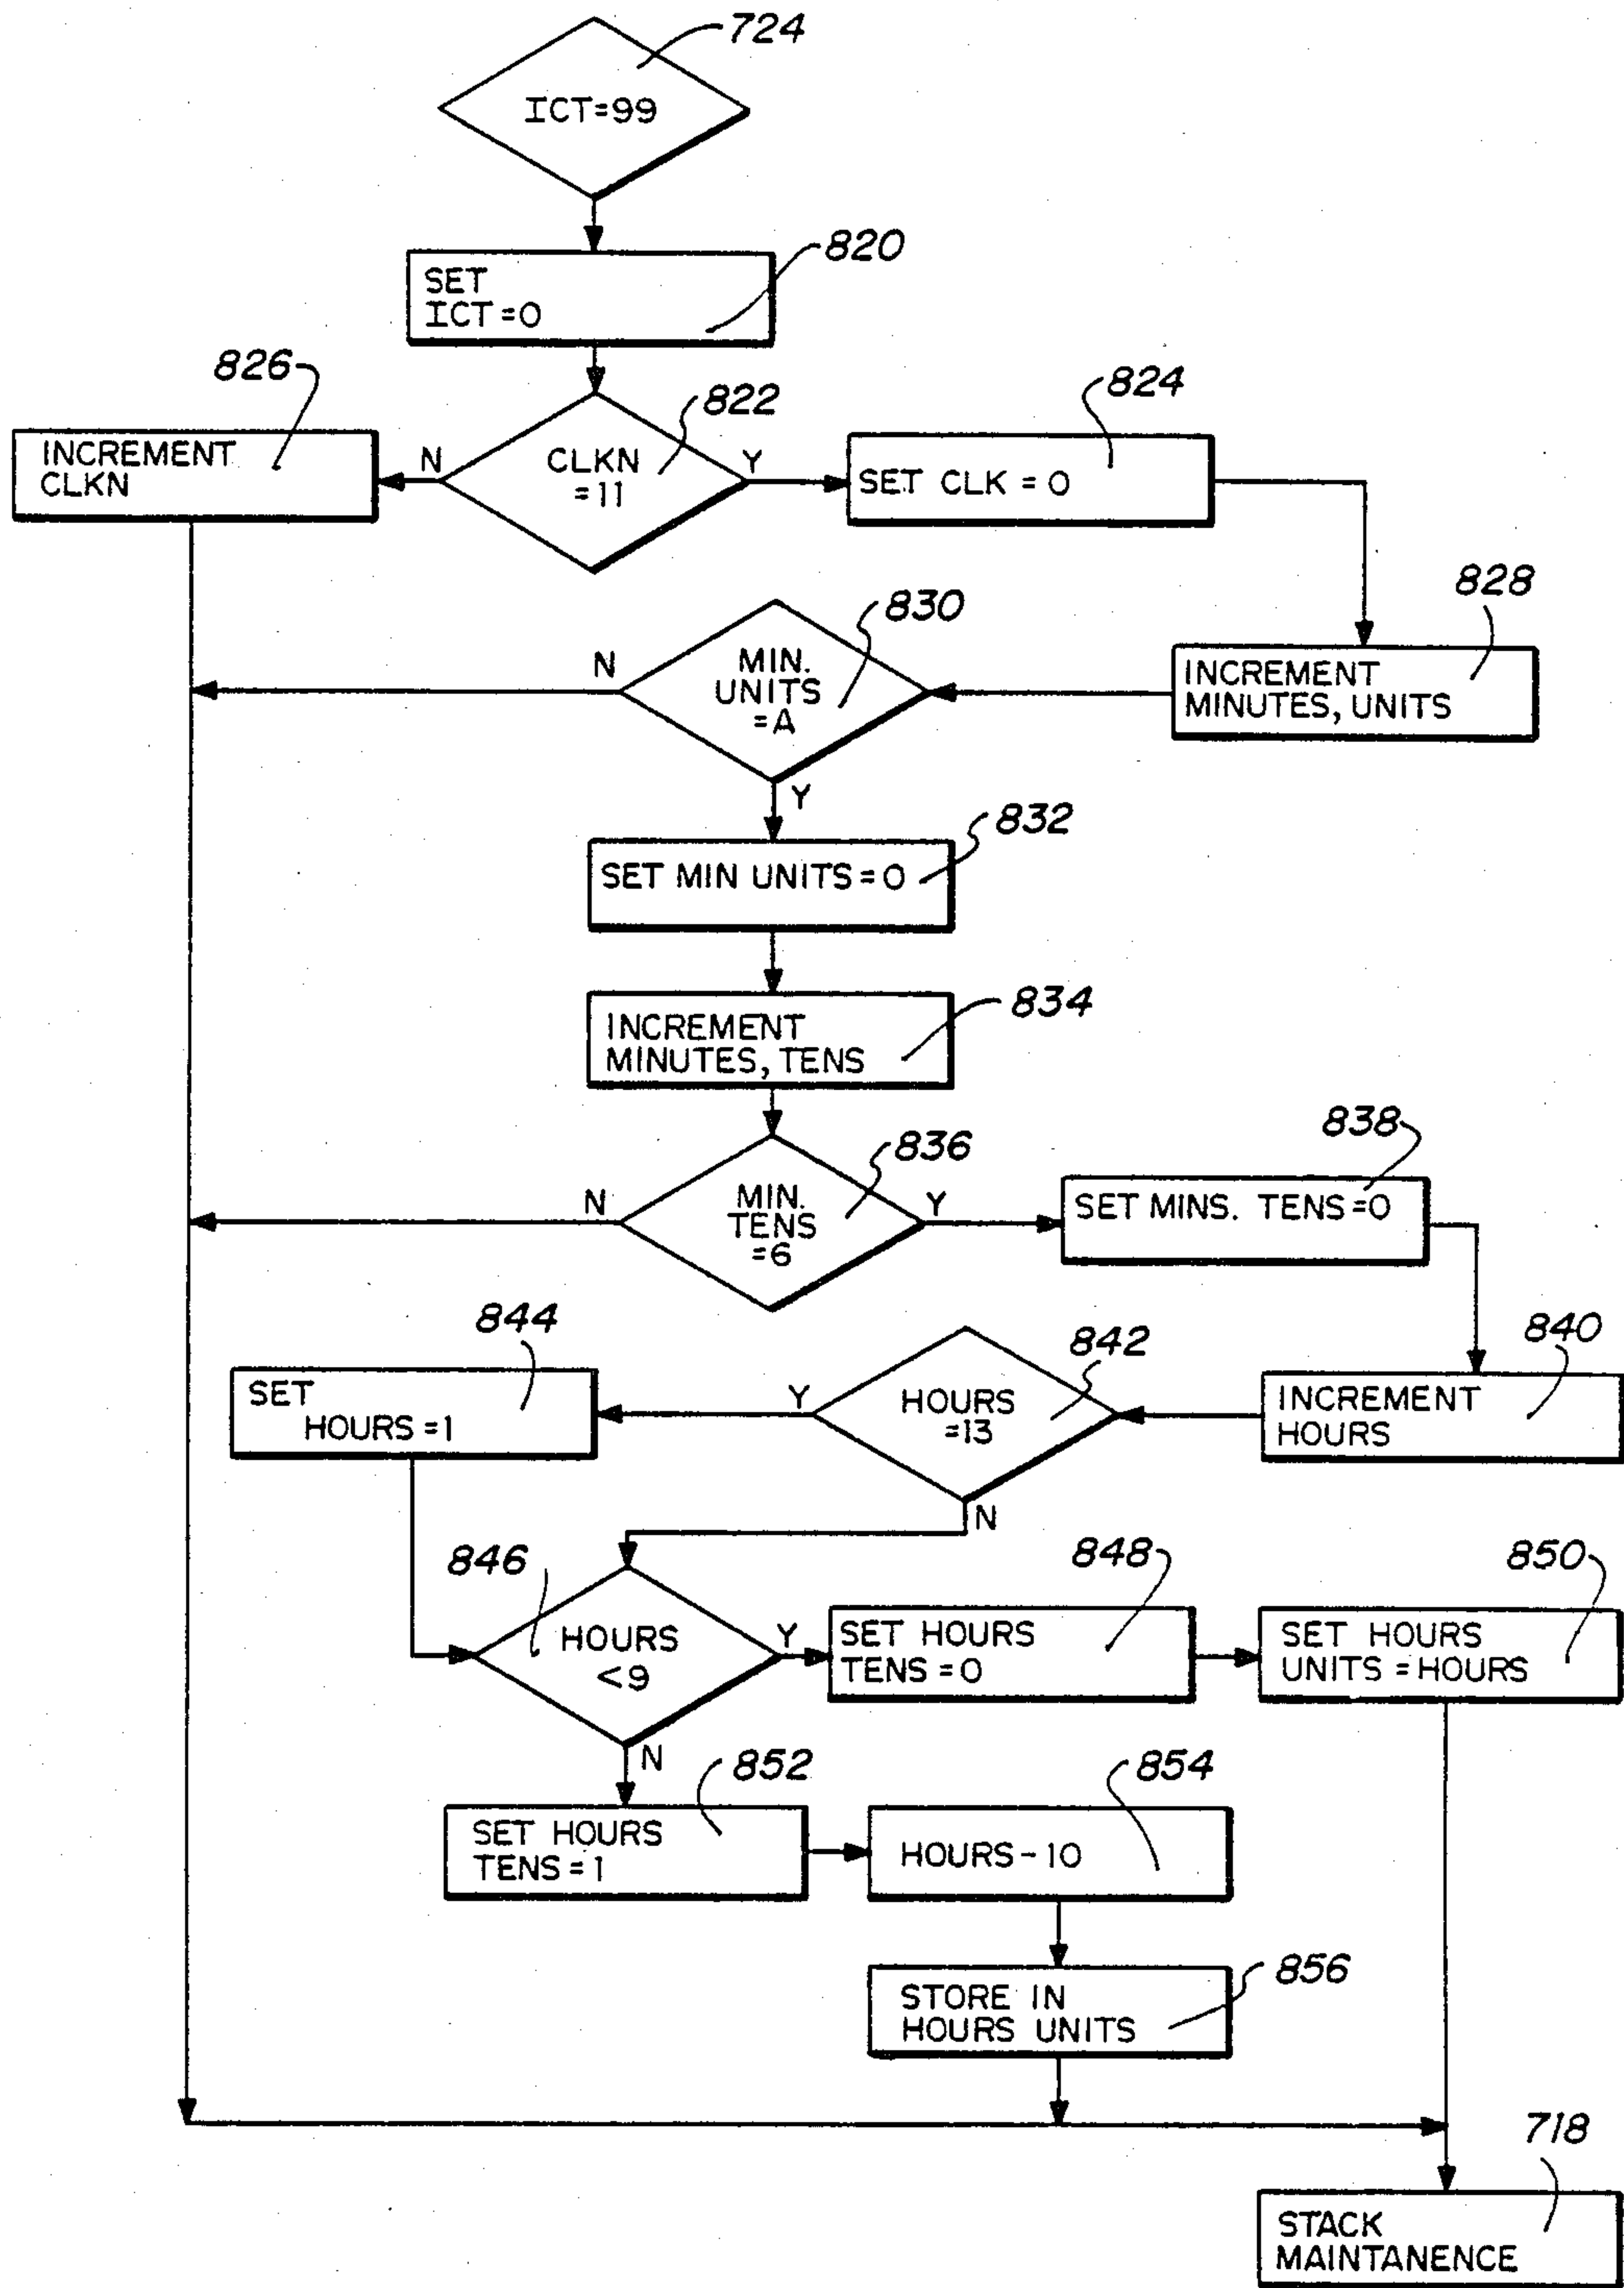 724
ICT=99
820
SET
ICT=0
826
822
824
INCREMENT
CLKN
N
CLKN
=11
Y
SET CLK = 0
830
828
N
MIN.
UNITS
=A
INCREMENT
MINUTES, UNITS
Y
832
SET MIN UNITS=0
834
INCREMENT
MINUTES, TENS
836
838
N
MIN.
TENS
=6
Y
SET MINS. TENS=0
844
842
840
SET
HOURS=1
Y
HOURS
=13
INCREMENT
HOURS
N
846
848
850
HOURS
<9
Y
SET HOURS
TENS=0
SET HOURS
UNITS=HOURS
N
852
854
SET HOURS
TENS=1
HOURS-10
856
STORE IN
HOURS UNITS
718
STACK
MAINTANENCE